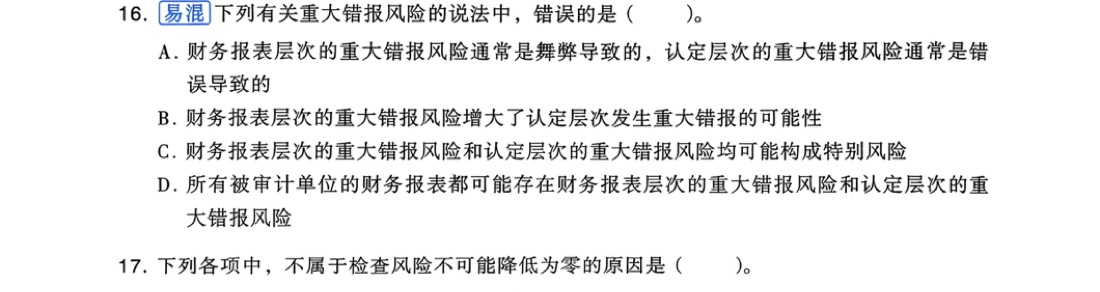 16. 易混 下列有关重大错报风险的说法中，错误的是（　　）。
A. 财务报表层次的重大错报风险通常是舞弊导致的，认定层次的重大错报风险通常是错
误导致的
B. 财务报表层次的重大错报风险增大了认定层次发生重大错报的可能性
C. 财务报表层次的重大错报风险和认定层次的重大错报风险均可能构成特别风险
D. 所有被审计单位的财务报表都可能存在财务报表层次的重大错报风险和认定层次的重
大错报风险
17. 下列各项中，不属于检查风险不可能降低为零的原因是（　　）。